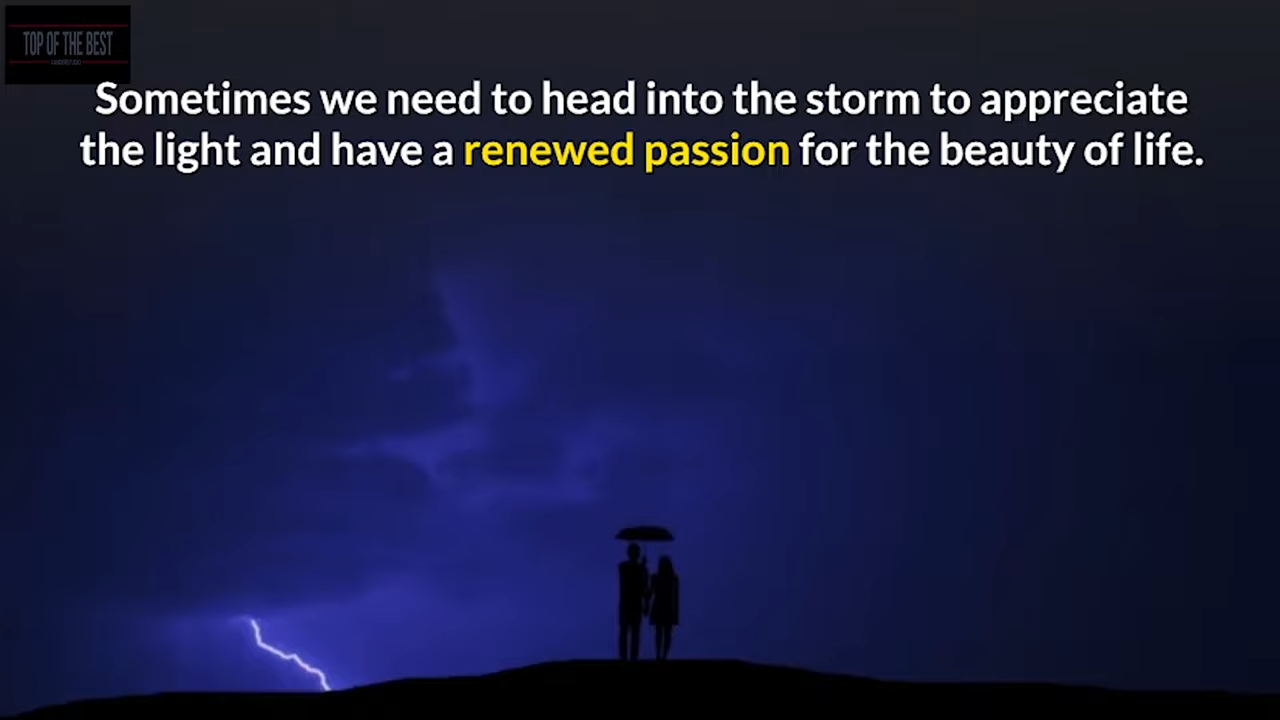 TOP OF THE BEST
Sometimes we need to head into the storm to appreciate
the light and have a renewed passion for the beauty of life.